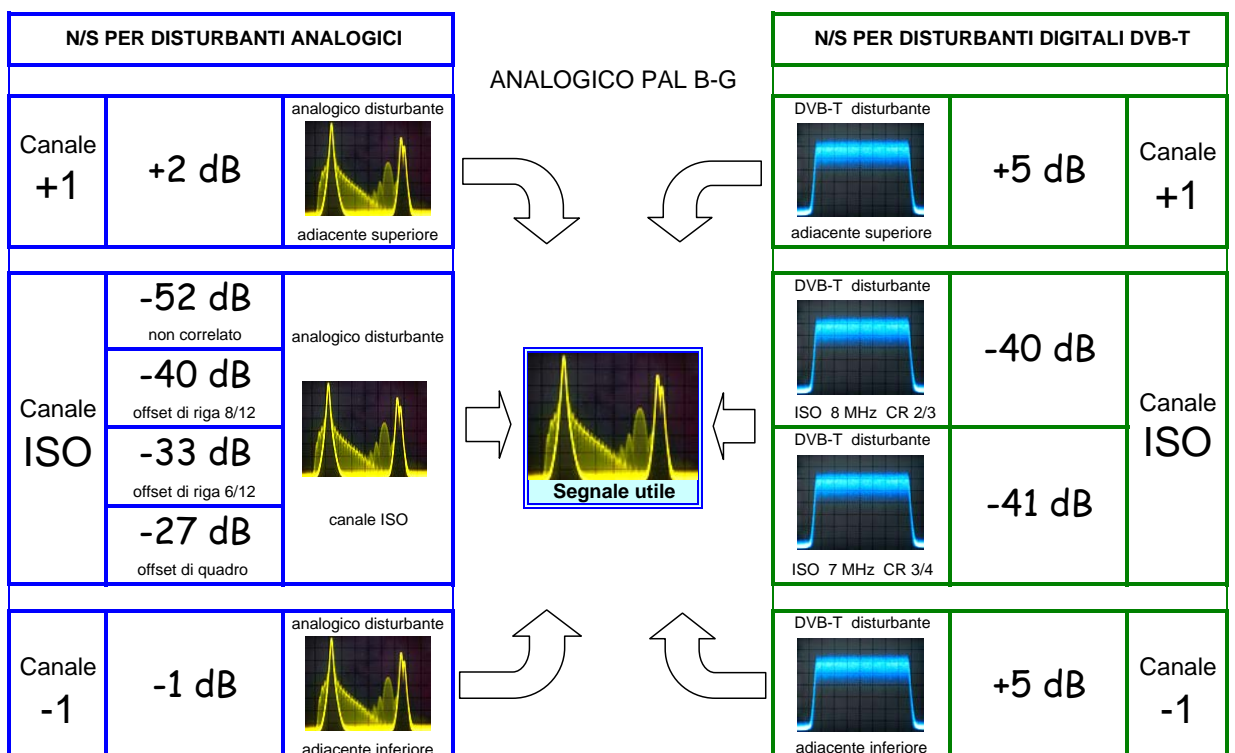 N/S PER DISTURBANTI ANALOGICI
N/S PER DISTURBANTI DIGITALI DVB-T
ANALOGICO PAL B-G
Canale
+1
+2 dB
analogico disturbante
adiacente superiore
DVB-T disturbante
adiacente superiore
+5 dB
Canale
+1
Canale
ISO
-52 dB
non correlato
-40 dB
offset di riga 8/12
-33 dB
offset di riga 6/12
-27 dB
offset di quadro
analogico disturbante
canale ISO
Segnale utile
DVB-T disturbante
ISO 8 MHz CR 2/3
-40 dB
DVB-T disturbante
ISO 7 MHz CR 3/4
-41 dB
Canale
ISO
Canale
-1
-1 dB
analogico disturbante
adiacente inferiore
DVB-T disturbante
adiacente inferiore
+5 dB
Canale
-1